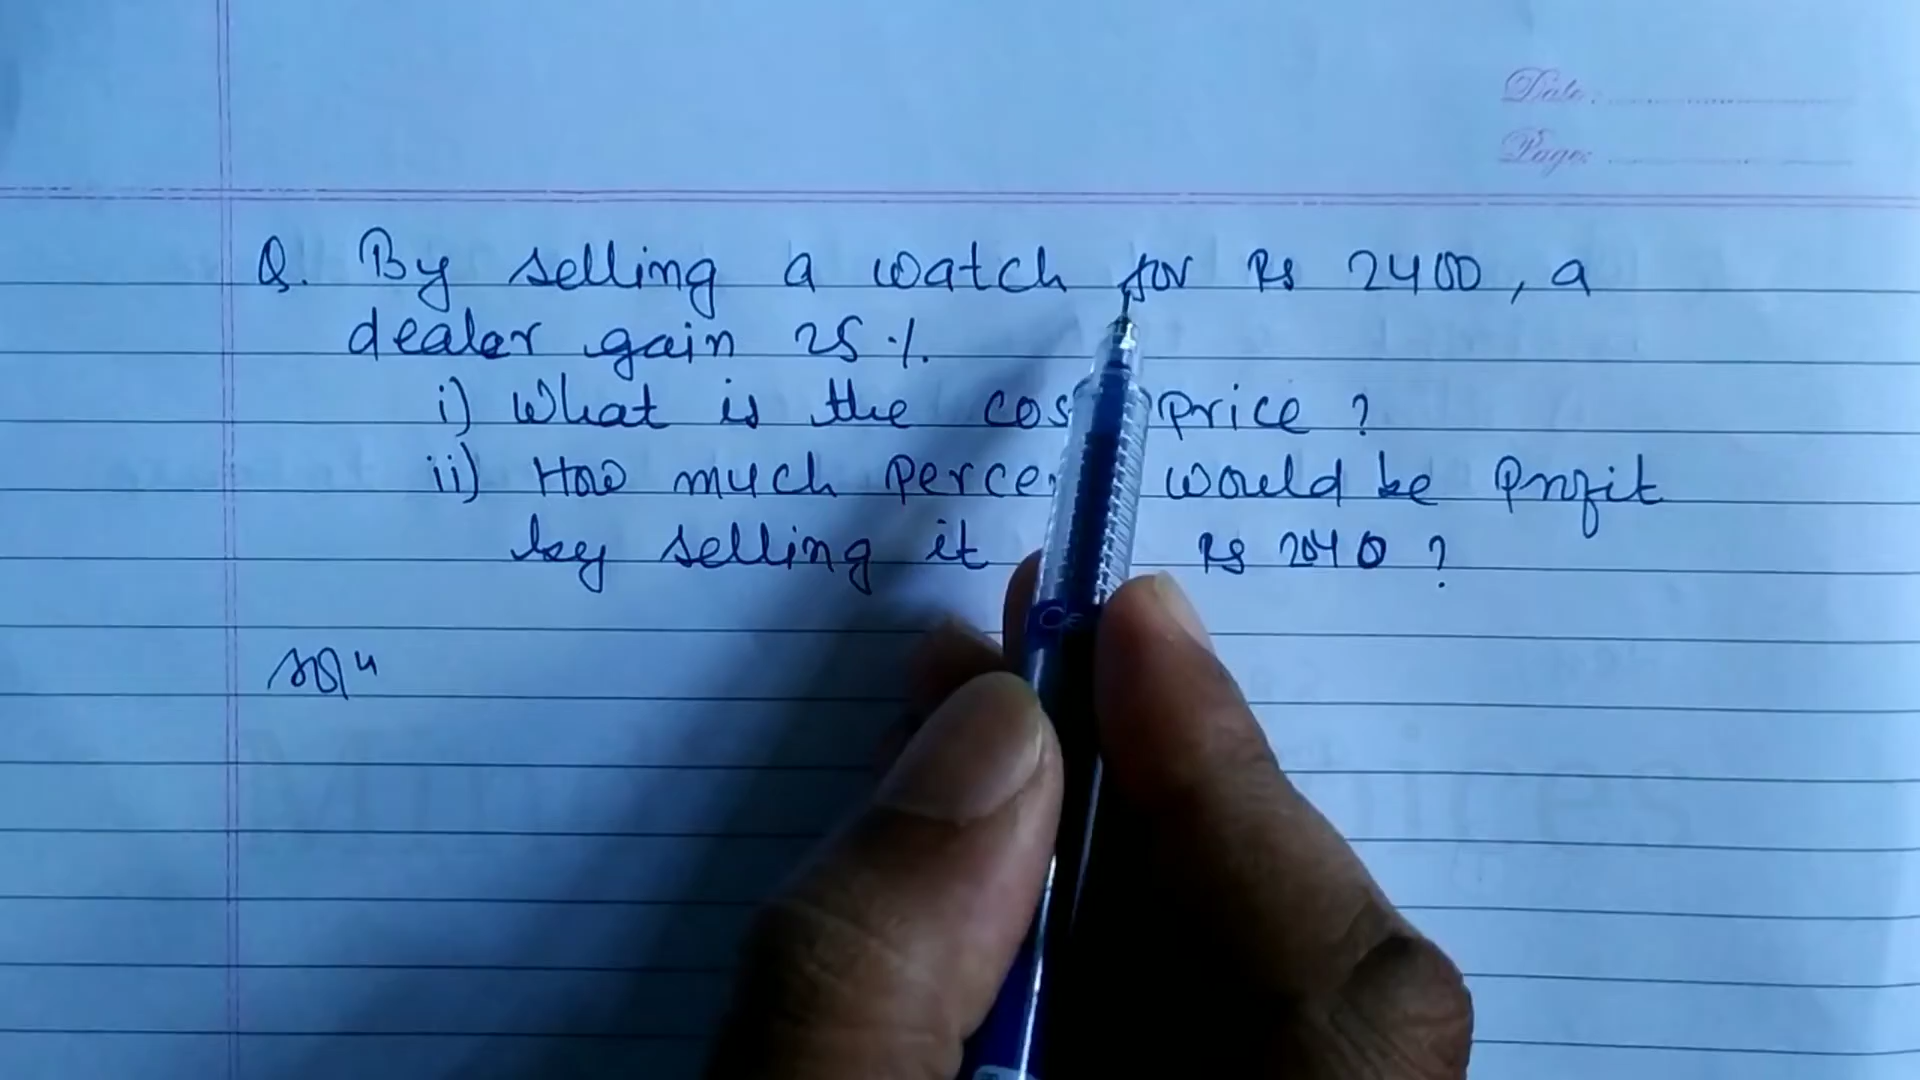 Date:
Page:
Q. By selling a watch for Rs 2400, a
dealer gain 25 %.
i) What is the cos price ?
ii) How much perce would be profit
by selling it Rs 2040 ?
solⁿ